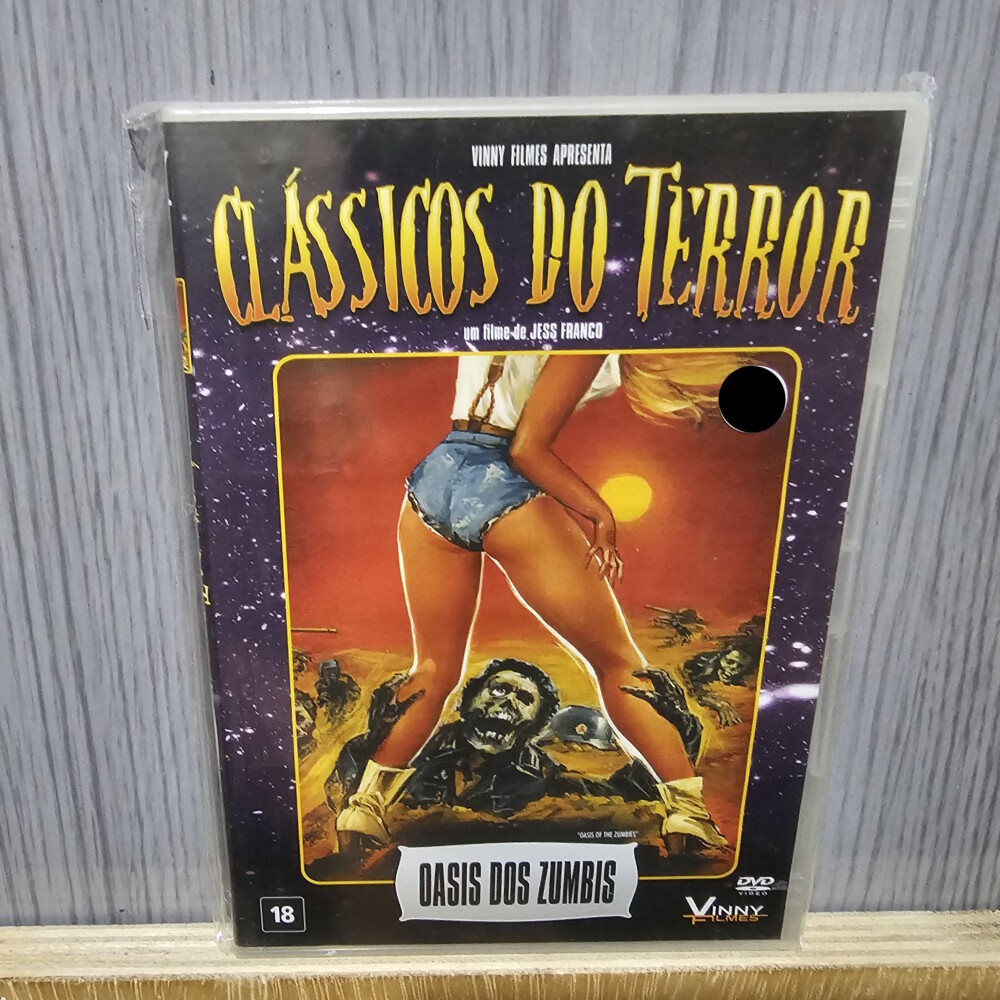 VINNY FILMES APRESENTA
CLÁSSICOS DO TERROR
um filme de JESS FRANCO
"OASIS OF THE ZUMBIES"
OASIS DOS ZUMBIS
18
DVD
VIDEO
VINNY
FILMES